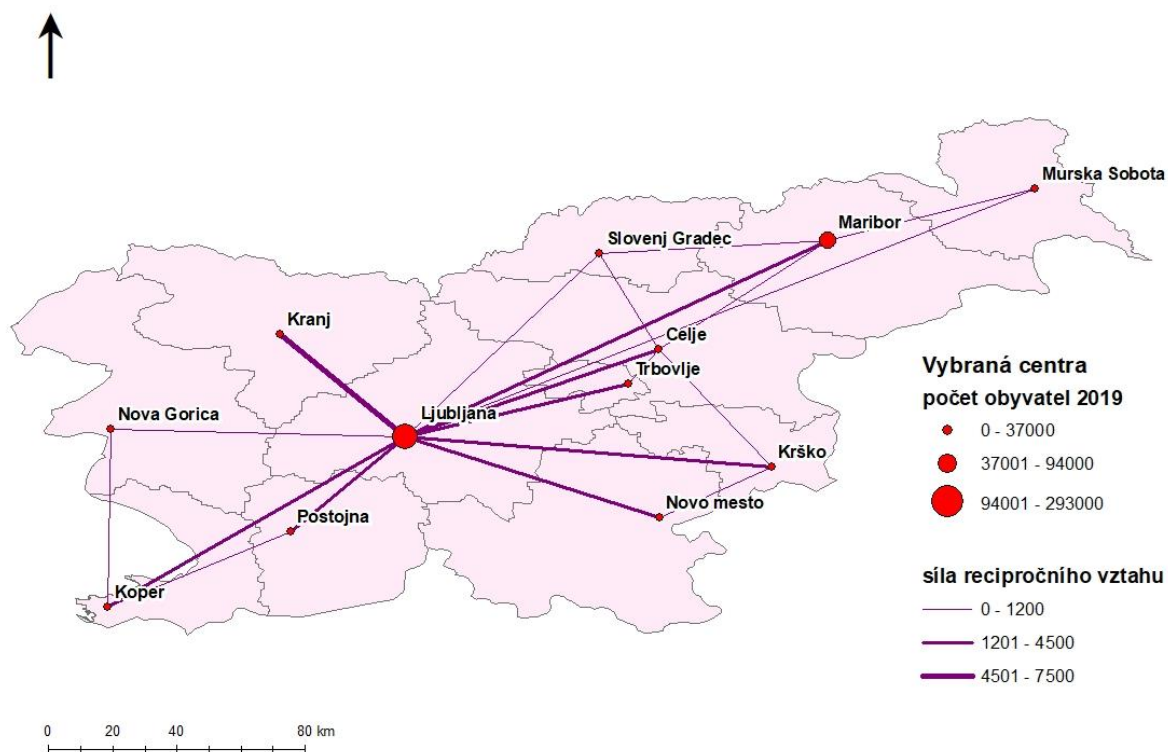 Murska Sobota
Maribor
Slovenj Gradec
Kranj
Celje
Trbovlje
Nova Gorica
Ljubljana
Krško
Novo mesto
Postojna
Koper
Vybraná centra
počet obyvatel 2019
0 - 37000
37001 - 94000
94001 - 293000
síla recipročního vztahu
0 - 1200
1201 - 4500
4501 - 7500
0 20 40 80 km